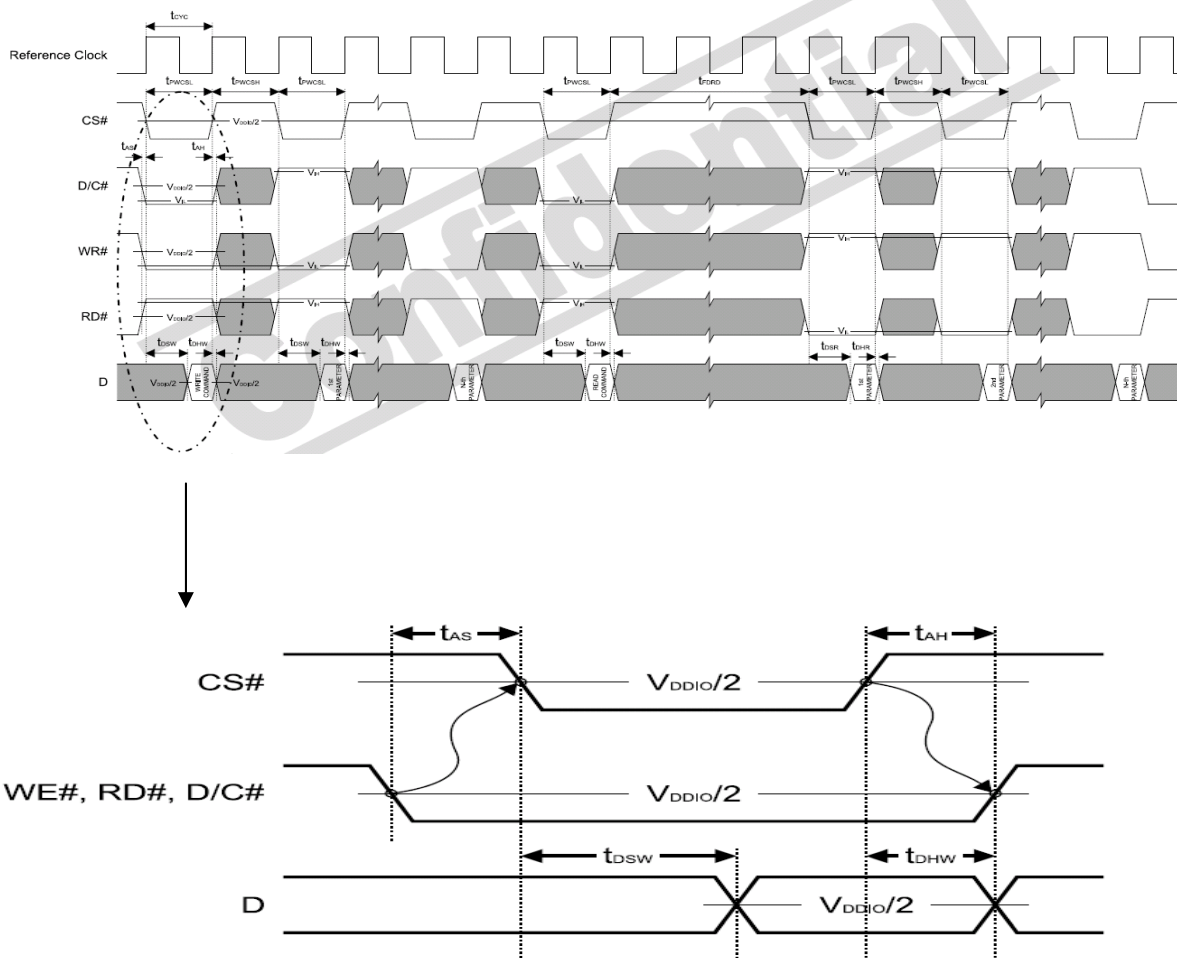 tCYC
Reference Clock
tPWCSL tPWCSH tPWCSL tPWCSL tFDRD tPWCSL tPWCSH tPWCSL
CS# VDDIO/2
tAS tAH
D/C# VDDIO/2 VIL VIH VIL VIH
WR# VDDIO/2 VIL VIL VIH
RD# VDDIO/2 VIH VIH VIL
tDSW tDHW tDSW tDHW tDSW tDHW tDSR tDHR
D VDDIO/2 WRITE COMMAND VDDIO/2 1st PARAMETER N-th PARAMETER READ COMMAND 1st PARAMETER 2nd PARAMETER N-th PARAMETER
Confidential
tAS tAH
CS# VDDIO/2
WE#, RD#, D/C# VDDIO/2
tDSW tDHW
D VDDIO/2